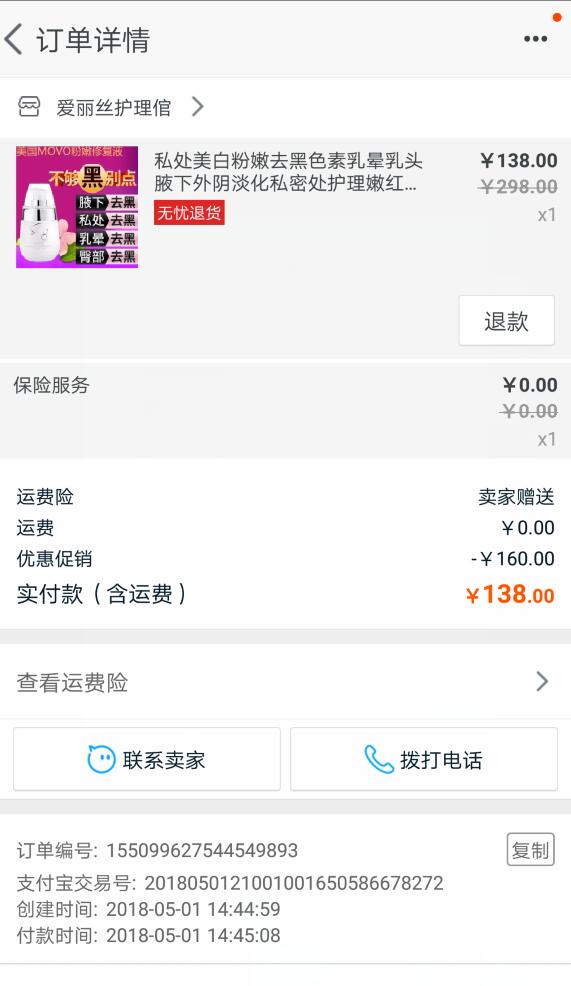 订单详情
爱丽丝护理倌
美国MOVO粉嫩修复液
不够黑别点
腋下 去黑
私处 去黑
乳晕 去黑
臀部 去黑
私处美白粉嫩去黑色素乳晕乳头
腋下外阴淡化私密处护理嫩红...
无忧退货
￥138.00
￥298.00
x1
退款
保险服务
￥0.00
￥0.00
x1
运费险 卖家赠送
运费 ￥0.00
优惠促销 -￥160.00
实付款（含运费） ￥138.00
查看运费险
联系卖家 拨打电话
订单编号: 155099627544549893 复制
支付宝交易号: 2018050121001001650586678272
创建时间: 2018-05-01 14:44:59
付款时间: 2018-05-01 14:45:08